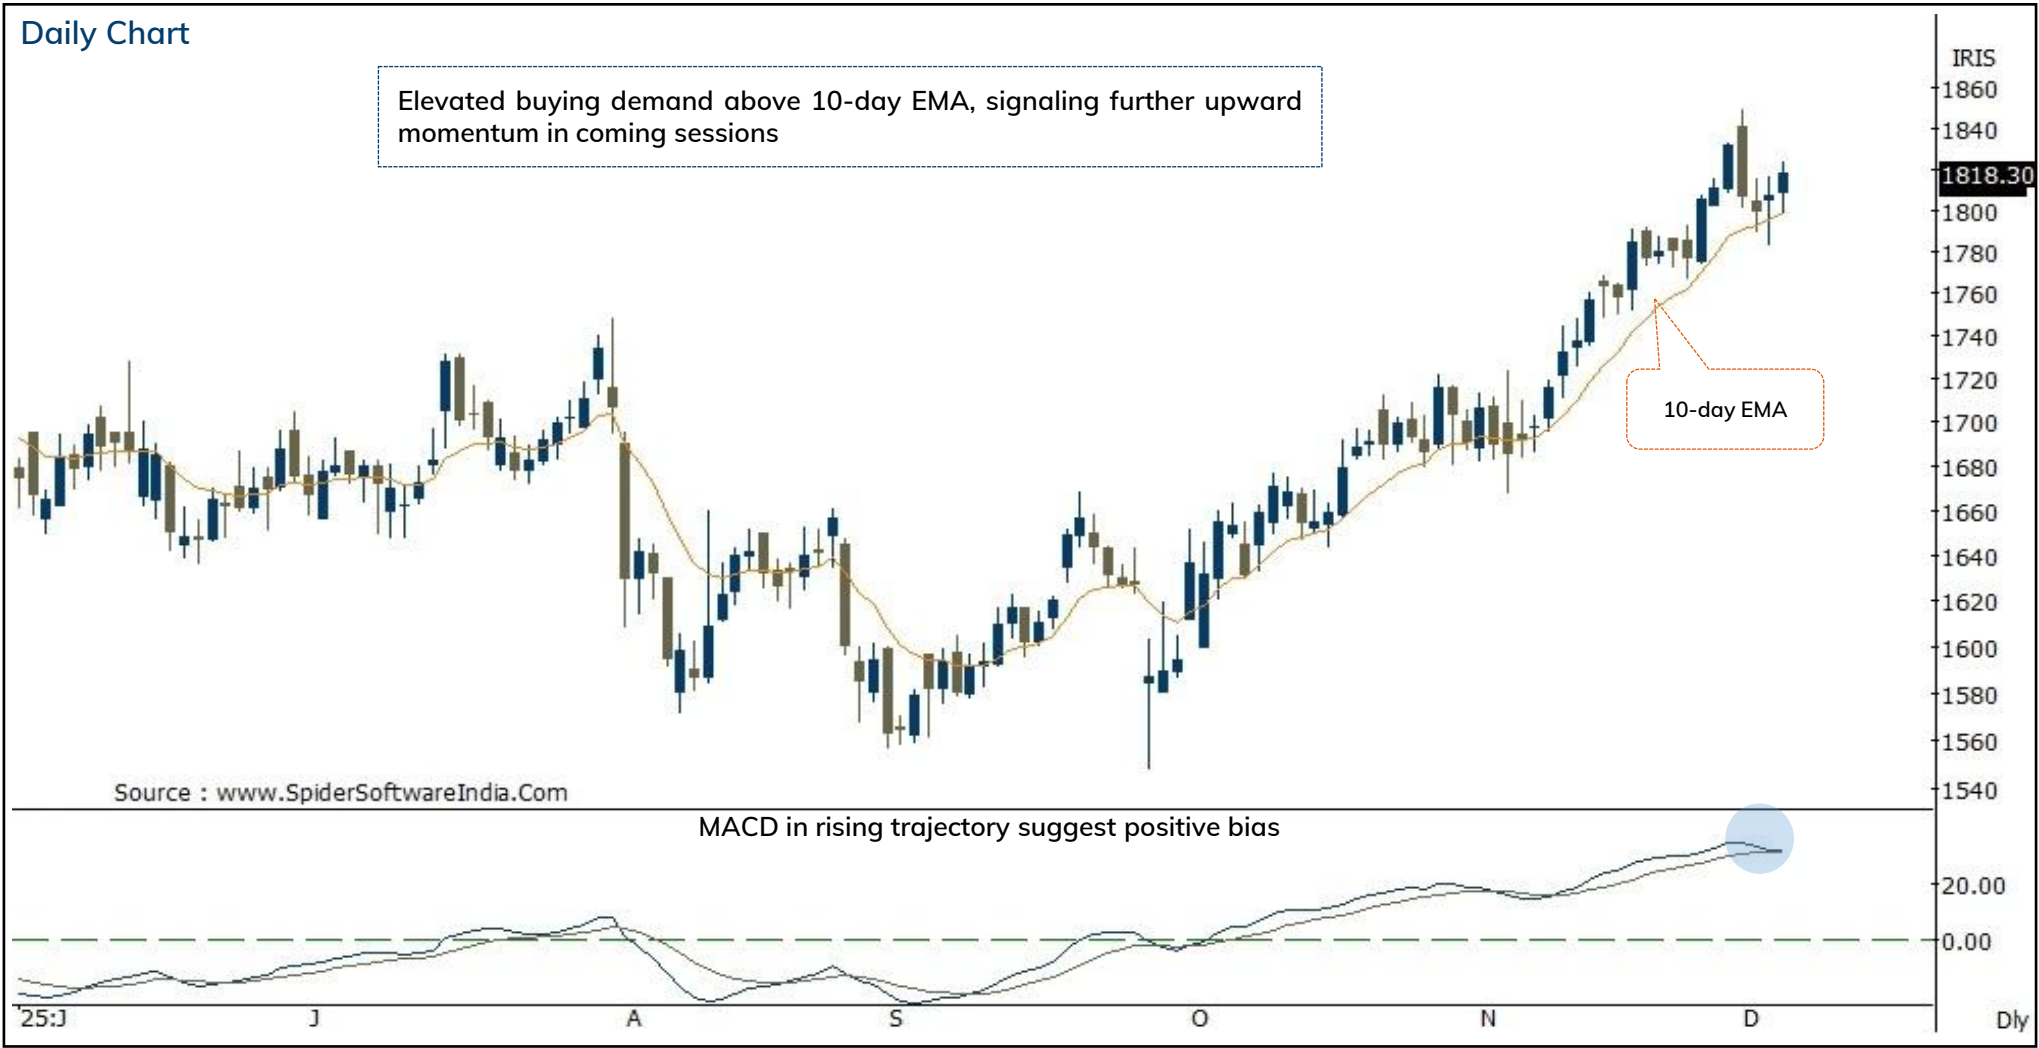 Daily Chart
Elevated buying demand above 10-day EMA, signaling further upward
momentum in coming sessions
IRIS
1860
1840
1818.30
1800
1780
1760
1740
1720
1700
1680
1660
1640
1620
1600
1580
1560
1540
10-day EMA
Source : www.SpiderSoftwareIndia.Com
MACD in rising trajectory suggest positive bias
20.00
0.00
'25:J J A S O N D Dly